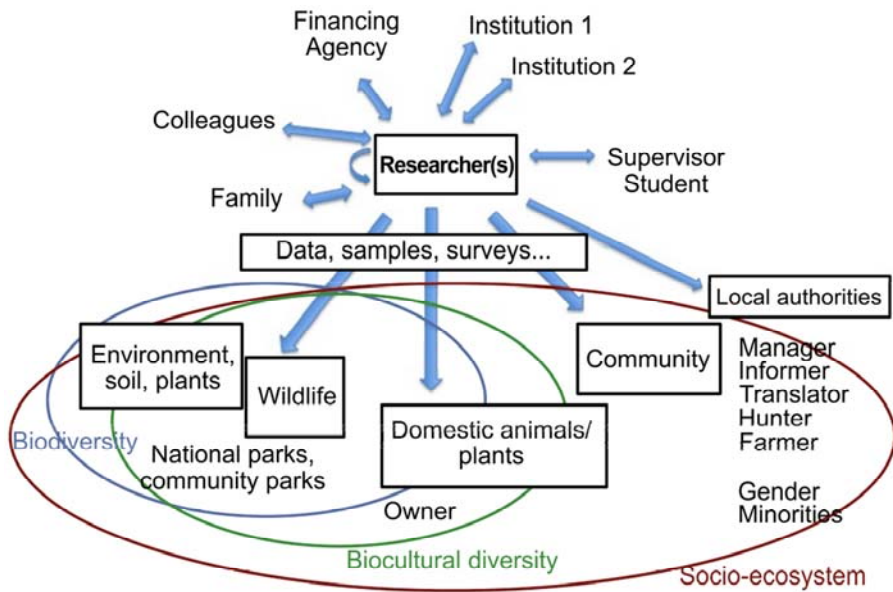 Financing
Agency
Institution 1
Institution 2
Colleagues
Researcher(s)
Supervisor
Student
Family
Data, samples, surveys...
Local authorities
Environment,
soil, plants
Wildlife
Community
Manager
Informer
Translator
Hunter
Farmer
Biodiversity
Domestic animals/
plants
National parks,
community parks
Owner
Gender
Minorities
Biocultural diversity
Socio-ecosystem